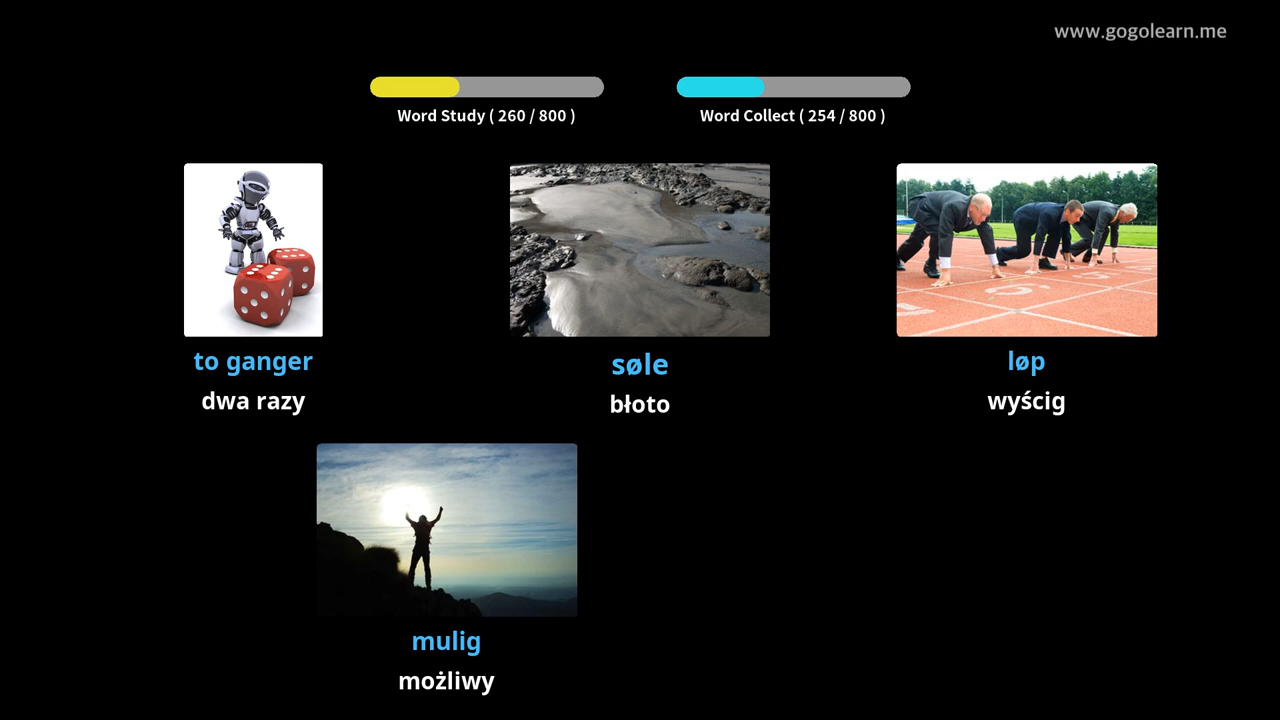 www.gogolearn.me
Word Study ( 260 / 800 )
Word Collect ( 254 / 800 )
to ganger
dwa razy
søle
błoto
løp
wyścig
mulig
możliwy